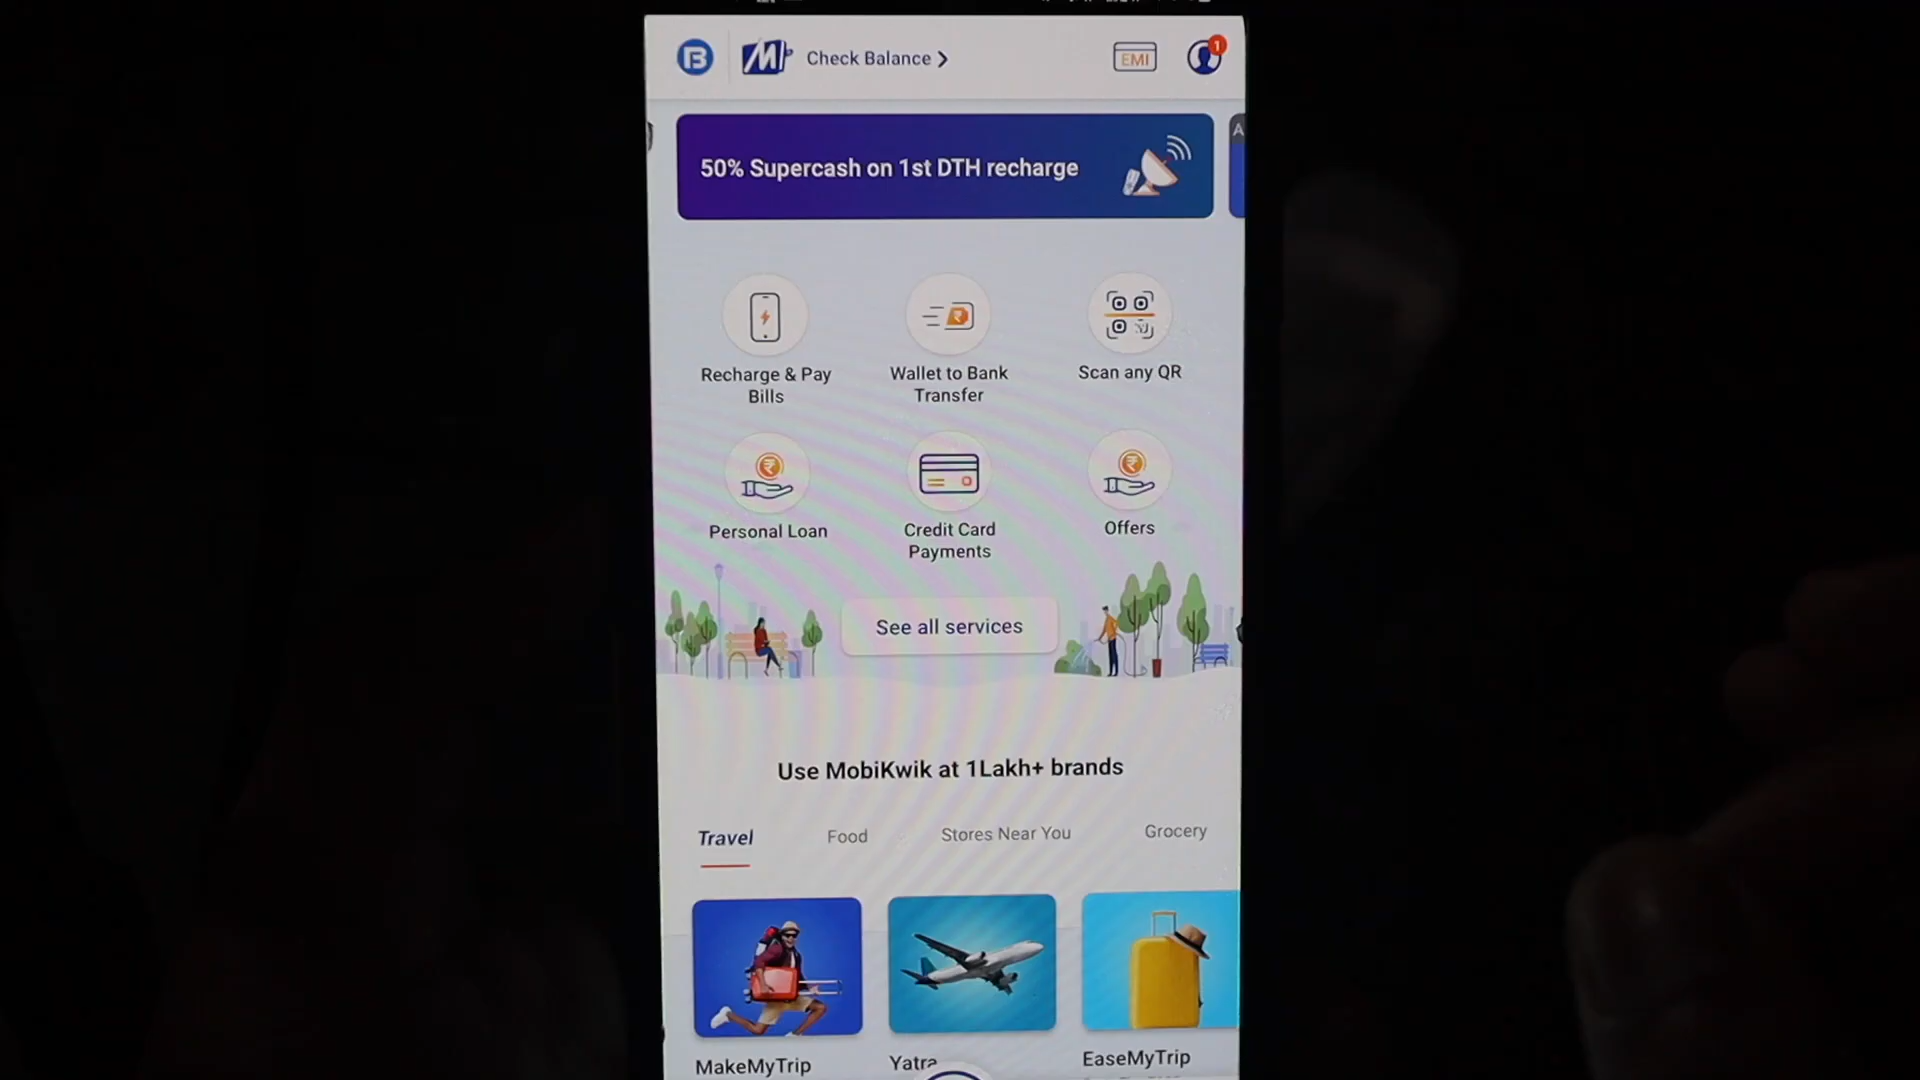 Check Balance
EMI
1
50% Supercash on 1st DTH recharge
A
Recharge & Pay
Bills
Wallet to Bank
Transfer
Scan any QR
Personal Loan
Credit Card
Payments
Offers
See all services
Use MobiKwik at 1Lakh+ brands
Travel
Food
Stores Near You
Grocery
MakeMyTrip
Yatra
EaseMyTrip